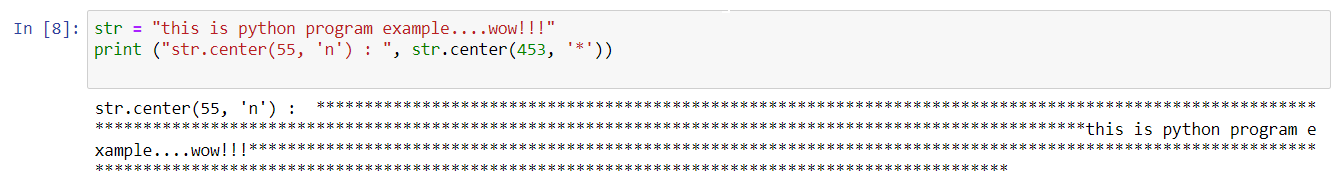 In [8]: str = "this is python program example....wow!!!"
print ("str.center(55, 'n') : ", str.center(453, '*'))
str.center(55, 'n') :  ********************************************************************************************************
*******************************************************************************************************this is python program e
xample....wow!!!***************************************************************************************************************
***********************************************************************************************